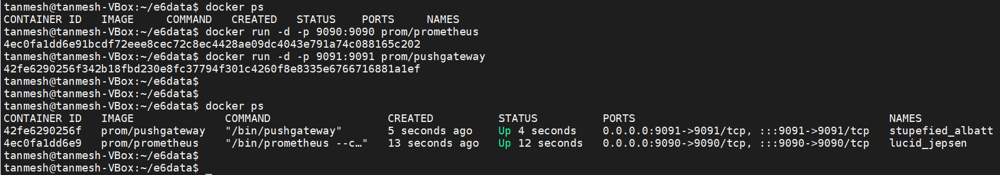 tanmesh@tanmesh-VBox:~/e6data$ docker ps
CONTAINER ID   IMAGE     COMMAND   CREATED   STATUS    PORTS     NAMES
tanmesh@tanmesh-VBox:~/e6data$ docker run -d -p 9090:9090 prom/prometheus
4ec0fa1dd6e91bcdf72eee8cec72c8ec4428ae09dc4043e791a74c088165c202
tanmesh@tanmesh-VBox:~/e6data$ docker run -d -p 9091:9091 prom/pushgateway
42fe6290256f342b18fbd230e8fc37794f301c4260f8e8335e6766716881a1ef
tanmesh@tanmesh-VBox:~/e6data$
tanmesh@tanmesh-VBox:~/e6data$
tanmesh@tanmesh-VBox:~/e6data$ docker ps
CONTAINER ID   IMAGE              COMMAND                  CREATED          STATUS          PORTS                                       NAMES
42fe6290256f   prom/pushgateway   "/bin/pushgateway"       5 seconds ago    Up 4 seconds    0.0.0.0:9091->9091/tcp, :::9091->9091/tcp   stupefied_albatt
4ec0fa1dd6e9   prom/prometheus    "/bin/prometheus --c…"   13 seconds ago   Up 12 seconds   0.0.0.0:9090->9090/tcp, :::9090->9090/tcp   lucid_jepsen
tanmesh@tanmesh-VBox:~/e6data$
tanmesh@tanmesh-VBox:~/e6data$